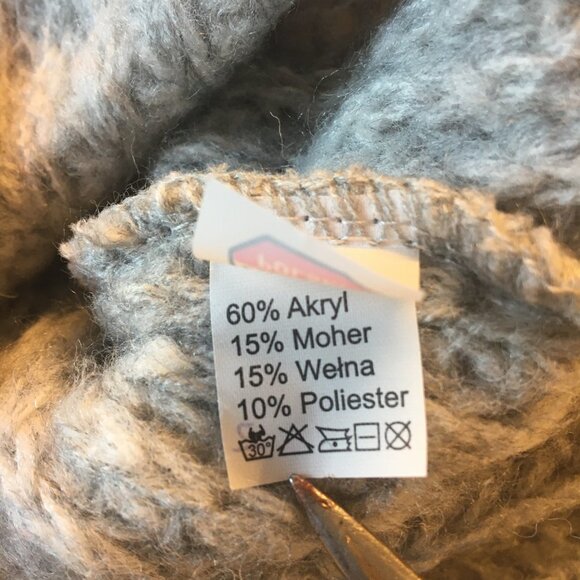 60% Akryl
15% Moher
15% Wełna
10% Poliester
30°